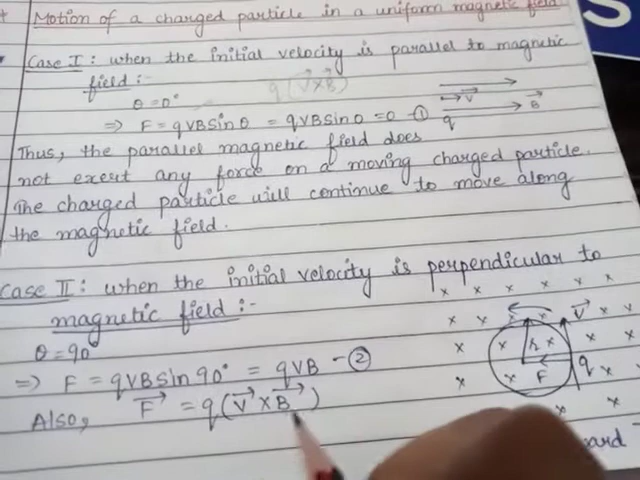 Motion of a charged particle in a uniform magnetic field
Case I: when the initial velocity is parallel to magnetic
field:-
q(V×B)
θ=0°
⇒ F = qVBsinθ = qVBsin0 = 0 -①
V
B
q
Thus, the parallel magnetic field does
not exert any force on a moving charged particle.
The charged particle will continue to move along
the magnetic field.
Case II: when the initial velocity is perpendicular to
magnetic field:-
θ=90
⇒ F = qVBsin90° = qVB -②
Also, F = q(V×B)
V
r
F
q
ward
S